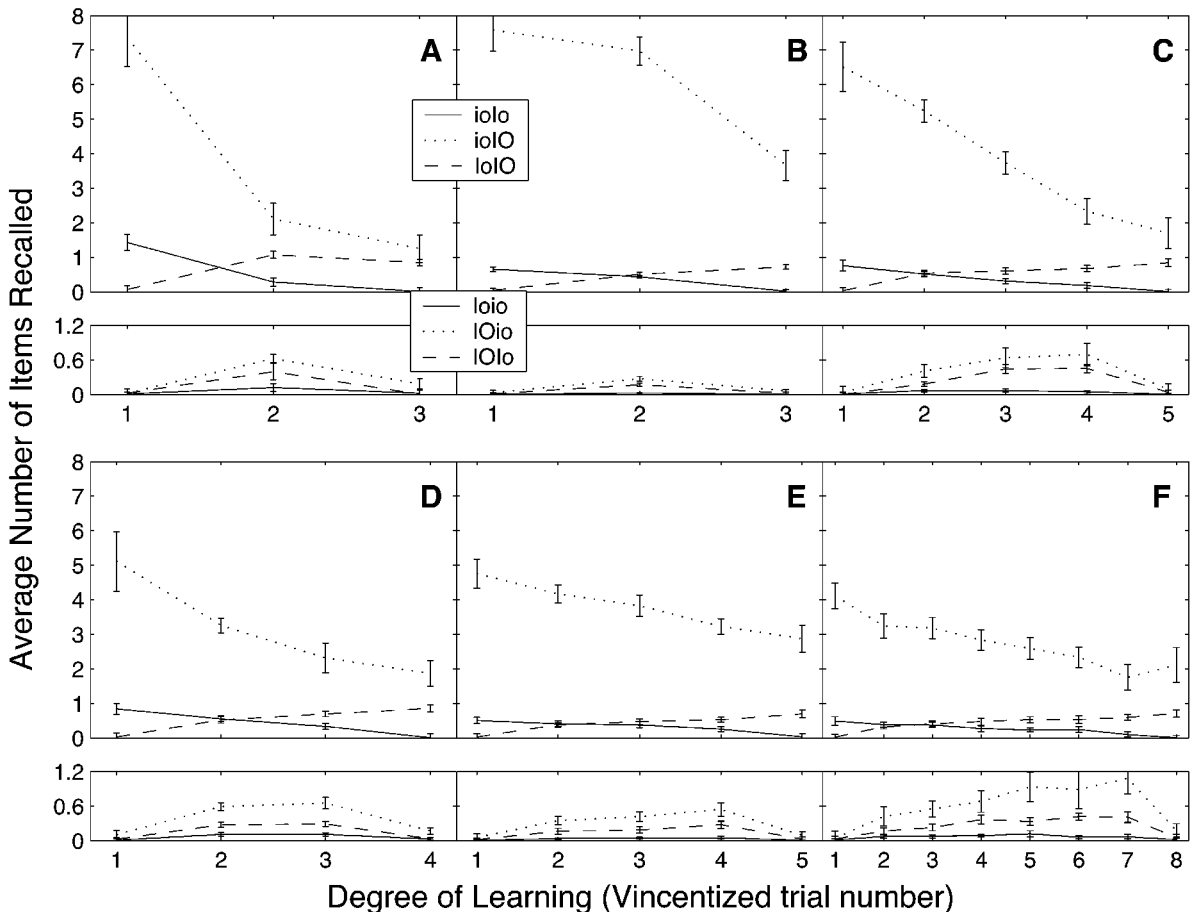 Average Number of Items Recalled
8
7
6
5
4
3
2
1
0
A
B
C
ioIo
ioIO
IoIO
1.2
0.6
0
Ioio
IOio
IOIo
1 2 3
1 2 3
1 2 3 4 5
8
7
6
5
4
3
2
1
0
D
E
F
1.2
0.6
0
1 2 3 4
1 2 3 4 5
1 2 3 4 5 6 7 8
Degree of Learning (Vincentized trial number)